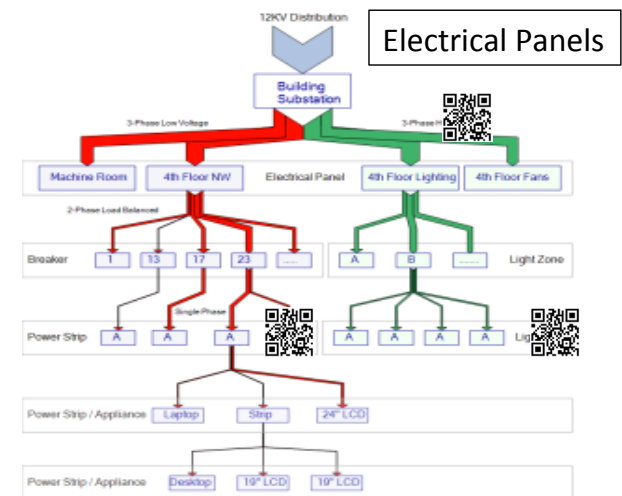 12KV Distribution
Electrical Panels
Building
Substation
3-Phase Low Voltage
3-Phase
Machine Room
4th Floor NW
Electrical Panel
4th Floor Lighting
4th Floor Fans
2-Phase Load Balanced
Breaker
1
13
17
23
.....
A
B
.......
Light Zone
Single Phase
Power Strip
A
A
A
A
A
A
A
Power Strip / Appliance
Laptop
Strip
24" LCD
Power Strip / Appliance
Desktop
19" LCD
19" LCD